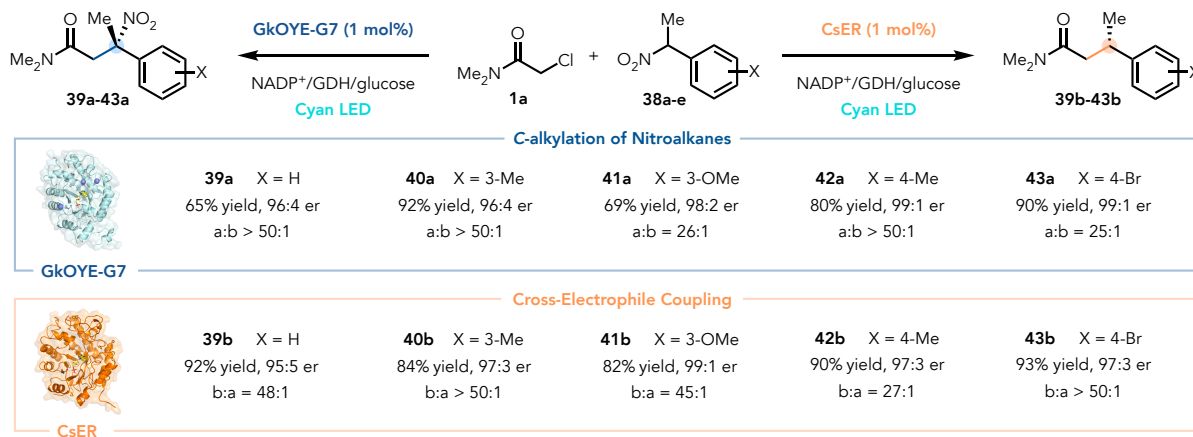 O Me NO₂
Me₂N
X
39a-43a
GkOYE-G7 (1 mol%)
NADP⁺/GDH/glucose
Cyan LED
O
Me₂N
Cl
1a
+
Me
O₂N
X
38a-e
CsER (1 mol%)
NADP⁺/GDH/glucose
Cyan LED
O Me
Me₂N
X
39b-43b
C-alkylation of Nitroalkanes
GkOYE-G7
39a X = H
65% yield, 96:4 er
a:b > 50:1
40a X = 3-Me
92% yield, 96:4 er
a:b > 50:1
41a X = 3-OMe
69% yield, 98:2 er
a:b = 26:1
42a X = 4-Me
80% yield, 99:1 er
a:b > 50:1
43a X = 4-Br
90% yield, 99:1 er
a:b = 25:1
Cross-Electrophile Coupling
CsER
39b X = H
92% yield, 95:5 er
b:a = 48:1
40b X = 3-Me
84% yield, 97:3 er
b:a > 50:1
41b X = 3-OMe
82% yield, 99:1 er
b:a = 45:1
42b X = 4-Me
90% yield, 97:3 er
b:a = 27:1
43b X = 4-Br
93% yield, 97:3 er
b:a > 50:1